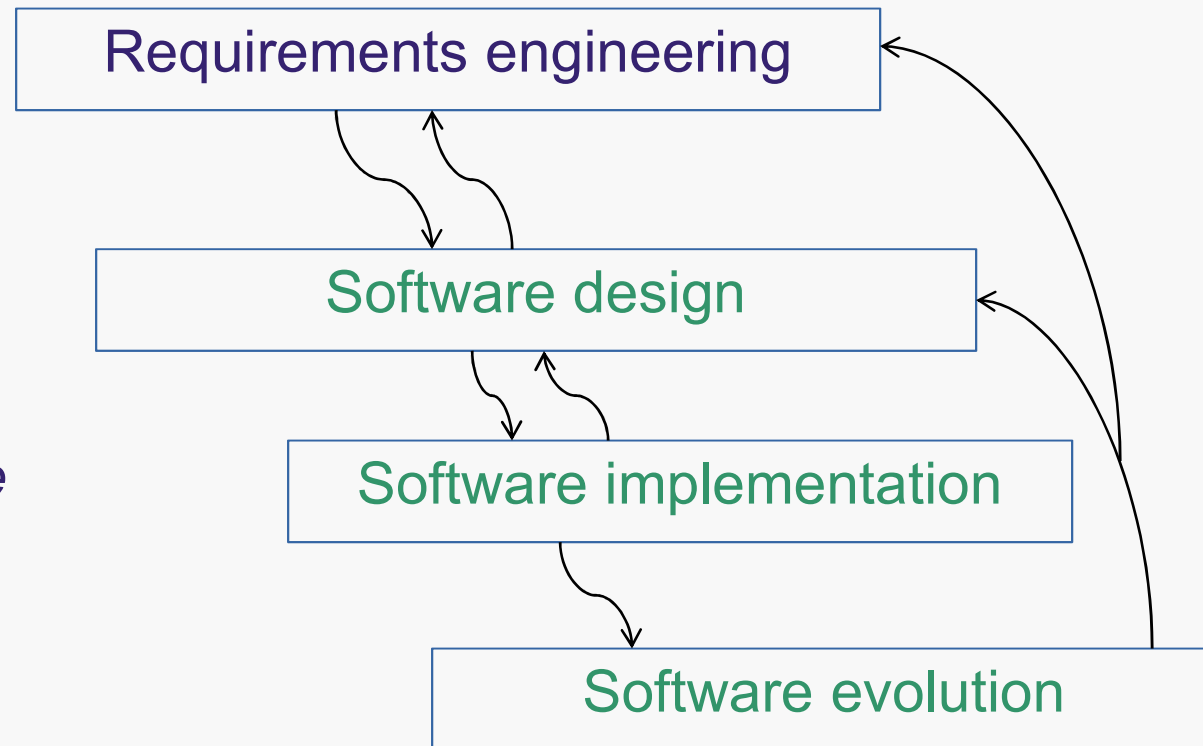 Requirements engineering
Software design
Software implementation
Software evolution